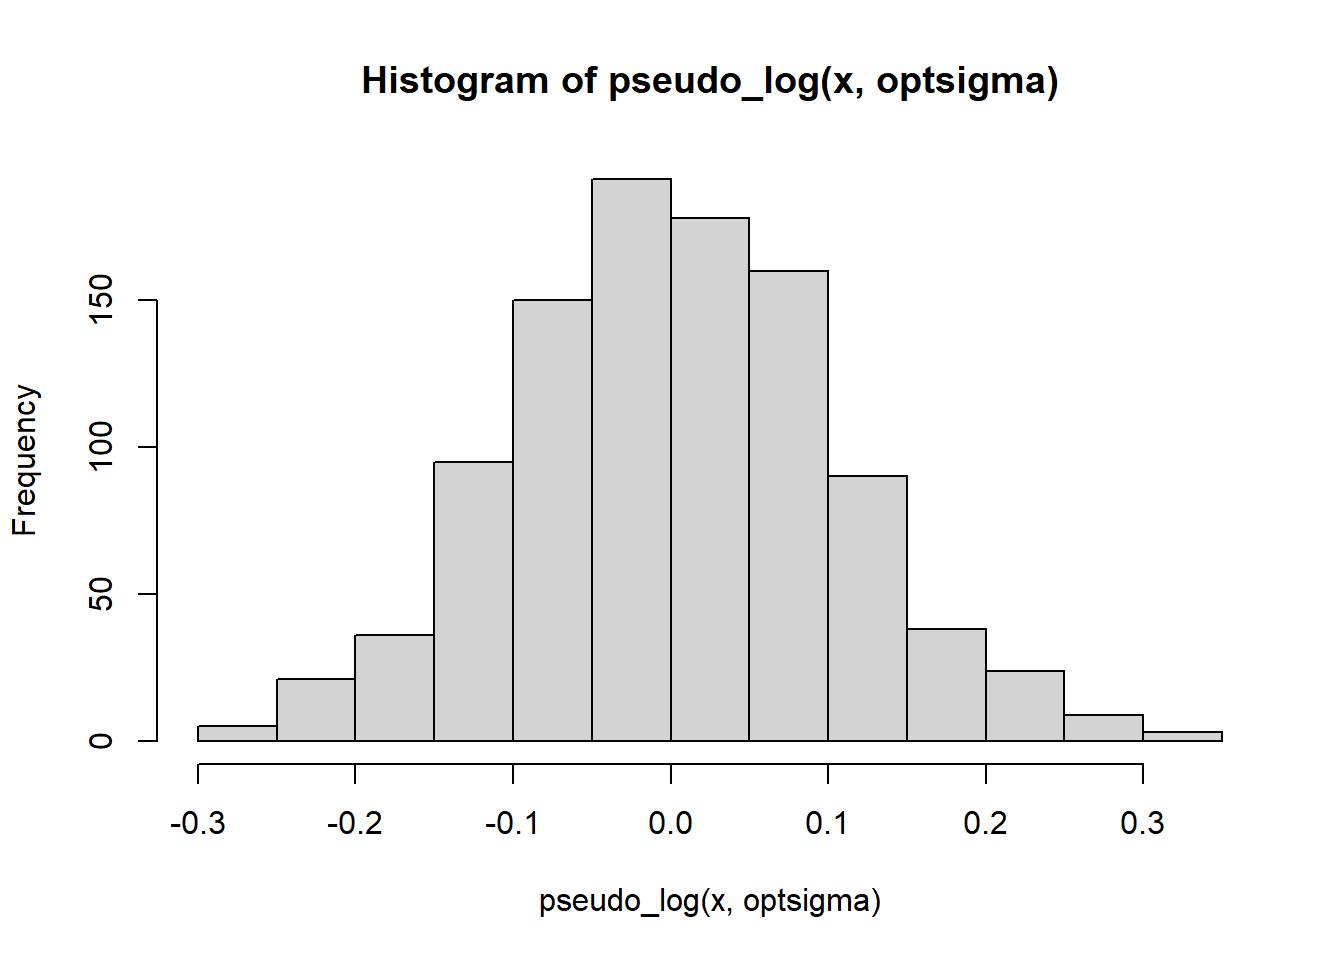 Histogram of pseudo_log(x, optsigma)
Frequency
150
100
50
0
-0.3 -0.2 -0.1 0.0 0.1 0.2 0.3
pseudo_log(x, optsigma)